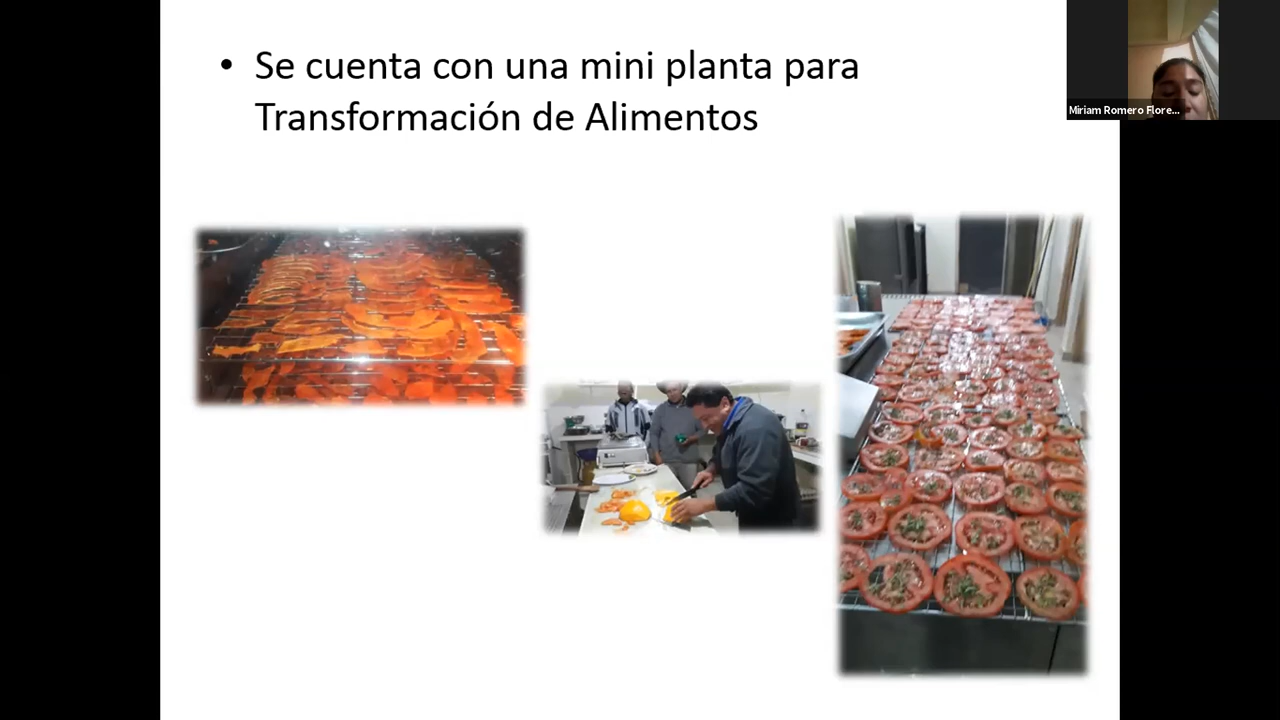 • Se cuenta con una mini planta para
Transformación de Alimentos
Miriam Romero Flore...